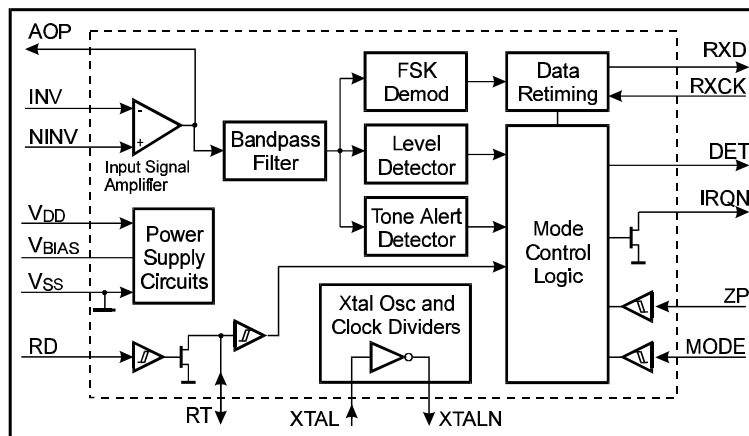 AOP
INV
NINV
-
+
Input Signal
Amplifier
Bandpass
Filter
FSK
Demod
Level
Detector
Tone Alert
Detector
Data
Retiming
RXD
RXCK
DET
IRQN
Mode
Control
Logic
ZP
MODE
VDD
VBIAS
VSS
Power
Supply
Circuits
RD
RT
Xtal Osc and
Clock Dividers
XTAL
XTALN